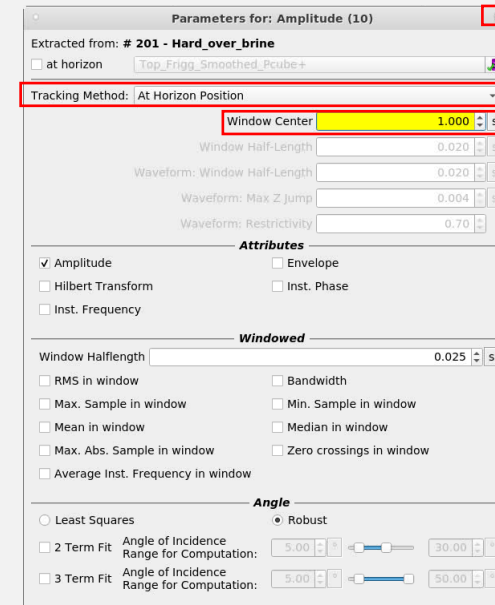 Parameters for: Amplitude (10)
Extracted from: # 201 - Hard_over_brine
at horizon Top_Frigg_Smoothed_Pcube+
Tracking Method: At Horizon Position
Window Center 1.000 s
Window Half-Length 0.020 s
Waveform: Window Half-Length 0.020 s
Waveform: Max Z Jump 0.004 s
Waveform: Restrictivity 0.70
Attributes
Amplitude Envelope
Hilbert Transform Inst. Phase
Inst. Frequency
Windowed
Window Halflength 0.025 s
RMS in window Bandwidth
Max. Sample in window Min. Sample in window
Mean in window Median in window
Max. Abs. Sample in window Zero crossings in window
Average Inst. Frequency in window
Angle
Least Squares Robust
2 Term Fit Angle of Incidence Range for Computation: 5.00 ° 30.00 °
3 Term Fit Angle of Incidence Range for Computation: 5.00 ° 50.00 °